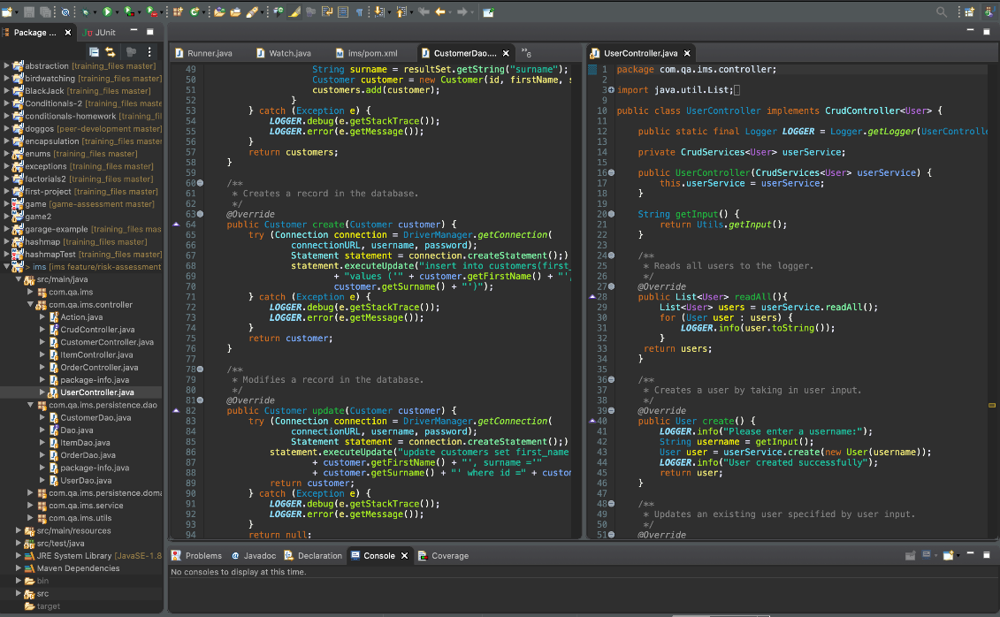 Package ...
JUnit
abstraction [training_files master]
birdwatching [training_files master]
BlackJack [training_files master]
Conditionals-2 [training_files master]
conditionals-homework [training_fil
doggos [peer-development master]
encapsulation [training_files master
enums [training_files master]
exceptions [training_files master]
factorials2 [training_files master]
first-project [training_files master]
game [game-assessment master]
game2
garage-example [training_files mas
hashmap [training_files master]
hashmapTest [training_files master]
> ims [ims feature/risk-assessment
src/main/java
com.qa.ims
com.qa.ims.controller
Action.java
CrudController.java
CustomerController.java
ItemController.java
OrderController.java
package-info.java
UserController.java
com.qa.ims.persistence.dao
CustomerDao.java
Dao.java
ItemDao.java
OrderDao.java
package-info.java
UserDao.java
com.qa.ims.persistence.doma
com.qa.ims.service
com.qa.ims.utils
src/main/resources
src/test/java
JRE System Library [JavaSE-1.8
Maven Dependencies
bin
src
target
Runner.java
Watch.java
ims/pom.xml
CustomerDao....
»6
49 String surname = resultSet.getString("surname");
50 Customer customer = new Customer(id, firstName, s
51 customers.add(customer);
52 }
53 } catch (Exception e) {
54 LOGGER.debug(e.getStackTrace());
55 LOGGER.error(e.getMessage());
56 }
57 return customers;
58 }
59
60 /**
61 * Creates a record in the database.
62 */
63 @Override
64 public Customer create(Customer customer) {
65 try (Connection connection = DriverManager.getConnection(
66 connectionURL, username, password);
67 Statement statement = connection.createStatement();)
68 statement.executeUpdate("insert into customers(first_
69 + "values ('" + customer.getFirstName() + "',
70 customer.getSurname() + "')");
71 } catch (Exception e) {
72 LOGGER.debug(e.getStackTrace());
73 LOGGER.error(e.getMessage());
74 }
75 return customer;
76 }
77
78 /**
79 * Modifies a record in the database.
80 */
81 @Override
82 public Customer update(Customer customer) {
83 try (Connection connection = DriverManager.getConnection(
84 connectionURL, username, password);
85 Statement statement = connection.createStatement();)
86 statement.executeUpdate("update customers set first_name
87 + customer.getFirstName() + "', surname ='"
88 + customer.getSurname() + "' where id =" + custom
89 return customer;
90 } catch (Exception e) {
91 LOGGER.debug(e.getStackTrace());
92 LOGGER.error(e.getMessage());
93 }
94 return null;
UserController.java
1 package com.qa.ims.controller;
2
3 import java.util.List;
9
10 public class UserController implements CrudController<User> {
11
12 public static final Logger LOGGER = Logger.getLogger(UserControlle
13
14 private CrudServices<User> userService;
15
16 public UserController(CrudServices<User> userService) {
17 this.userService = userService;
18 }
19
20 String getInput() {
21 return Utils.getInput();
22 }
23
24 /**
25 * Reads all users to the logger.
26 */
27 @Override
28 public List<User> readAll(){
29 List<User> users = userService.readAll();
30 for (User user : users) {
31 LOGGER.info(user.toString());
32 }
33 return users;
34 }
35
36 /**
37 * Creates a user by taking in user input.
38 */
39 @Override
40 public User create() {
41 LOGGER.info("Please enter a username:");
42 String username = getInput();
43 User user = userService.create(new User(username));
44 LOGGER.info("User created successfully");
45 return user;
46 }
47
48 /**
49 * Updates an existing user specified by user input.
50 */
51 @Override
Problems
Javadoc
Declaration
Console
Coverage
No consoles to display at this time.